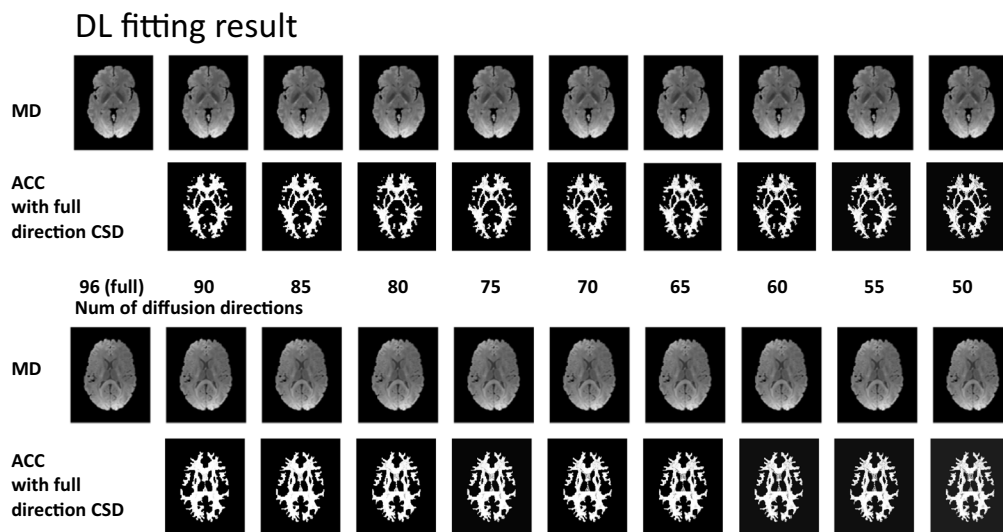 DL fitting result
MD
ACC
with full
direction CSD
96 (full) 90 85 80 75 70 65 60 55 50
Num of diffusion directions
MD
ACC
with full
direction CSD